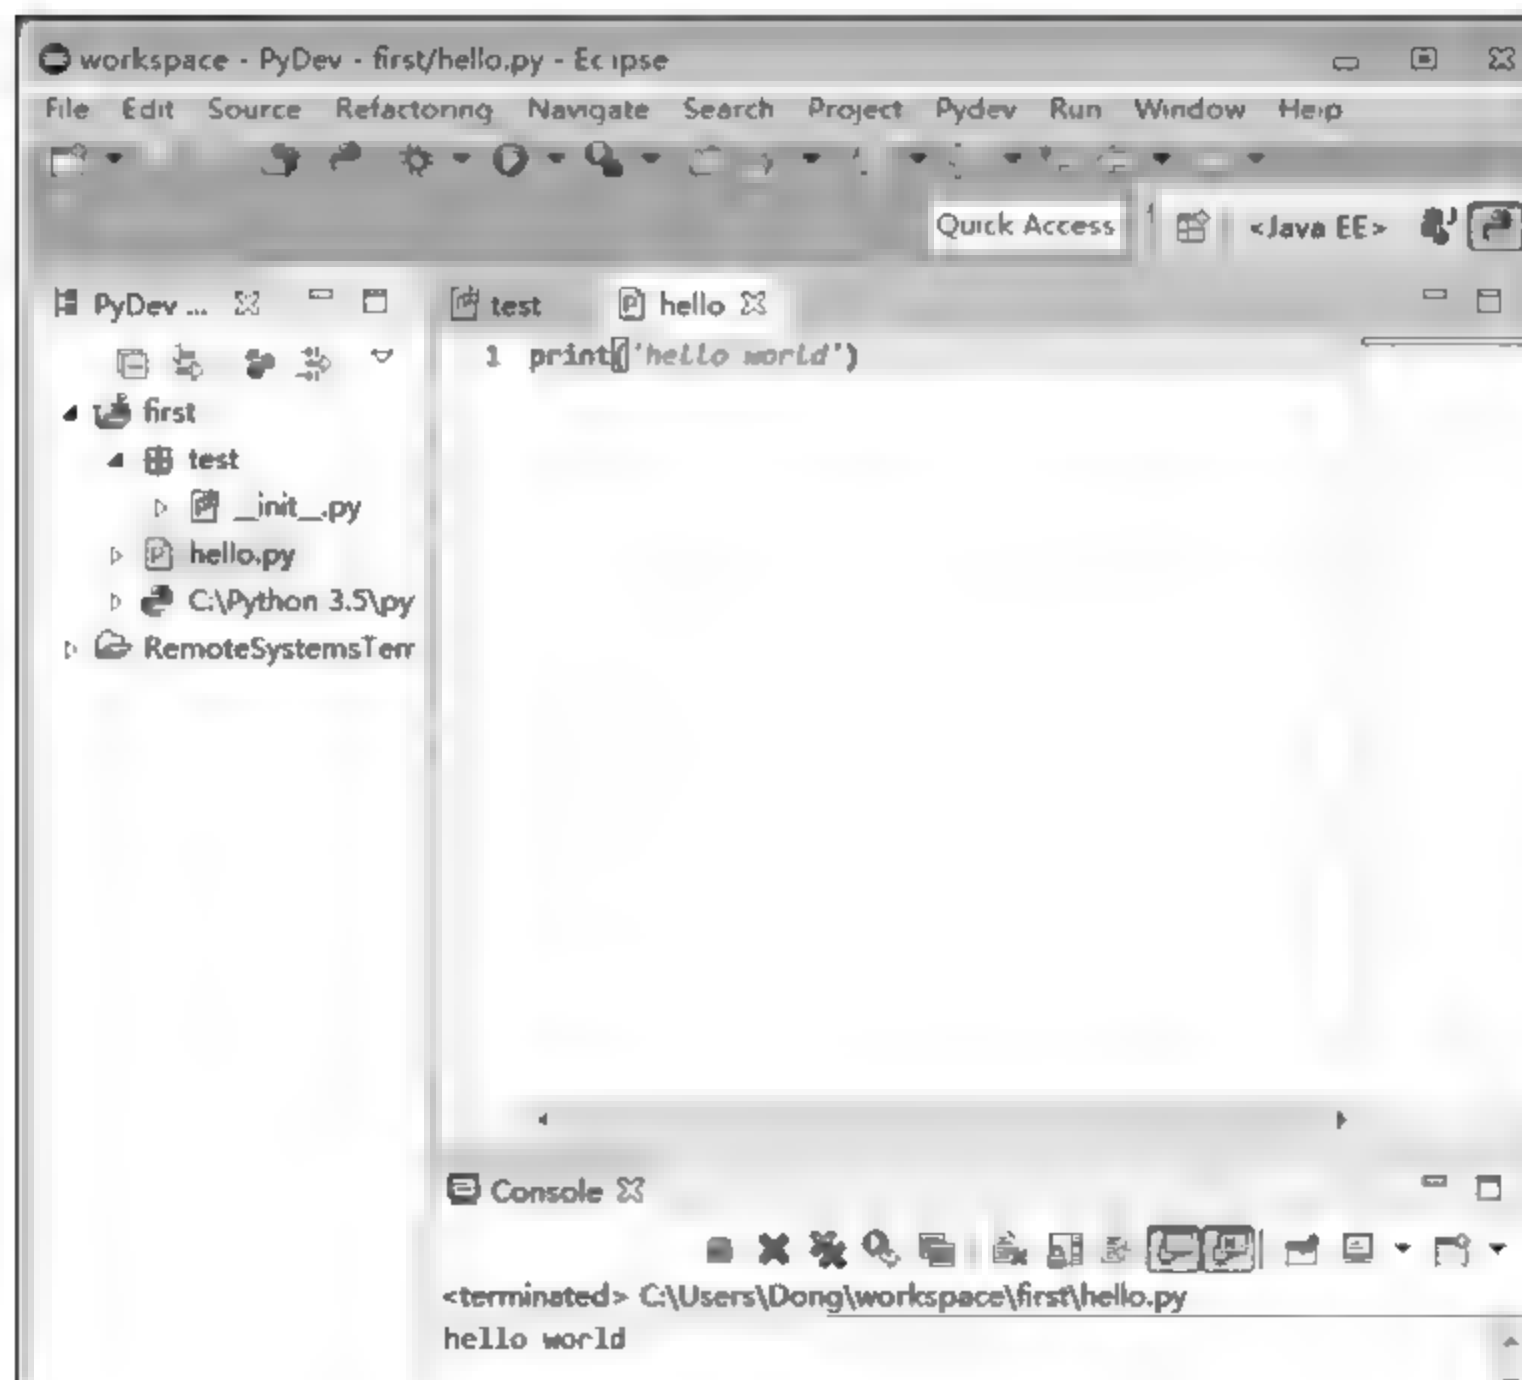 workspace - PyDev - first/hello.py - Eclipse
File Edit Source Refactoring Navigate Search Project Pydev Run Window Help
Quick Access <Java EE>
PyDev ...
test hello
1 print('hello world')
first
test
__init__.py
hello.py
C:\Python 3.5\py
RemoteSystemsTem
Console
<terminated> C:\Users\Dong\workspace\first\hello.py
hello world